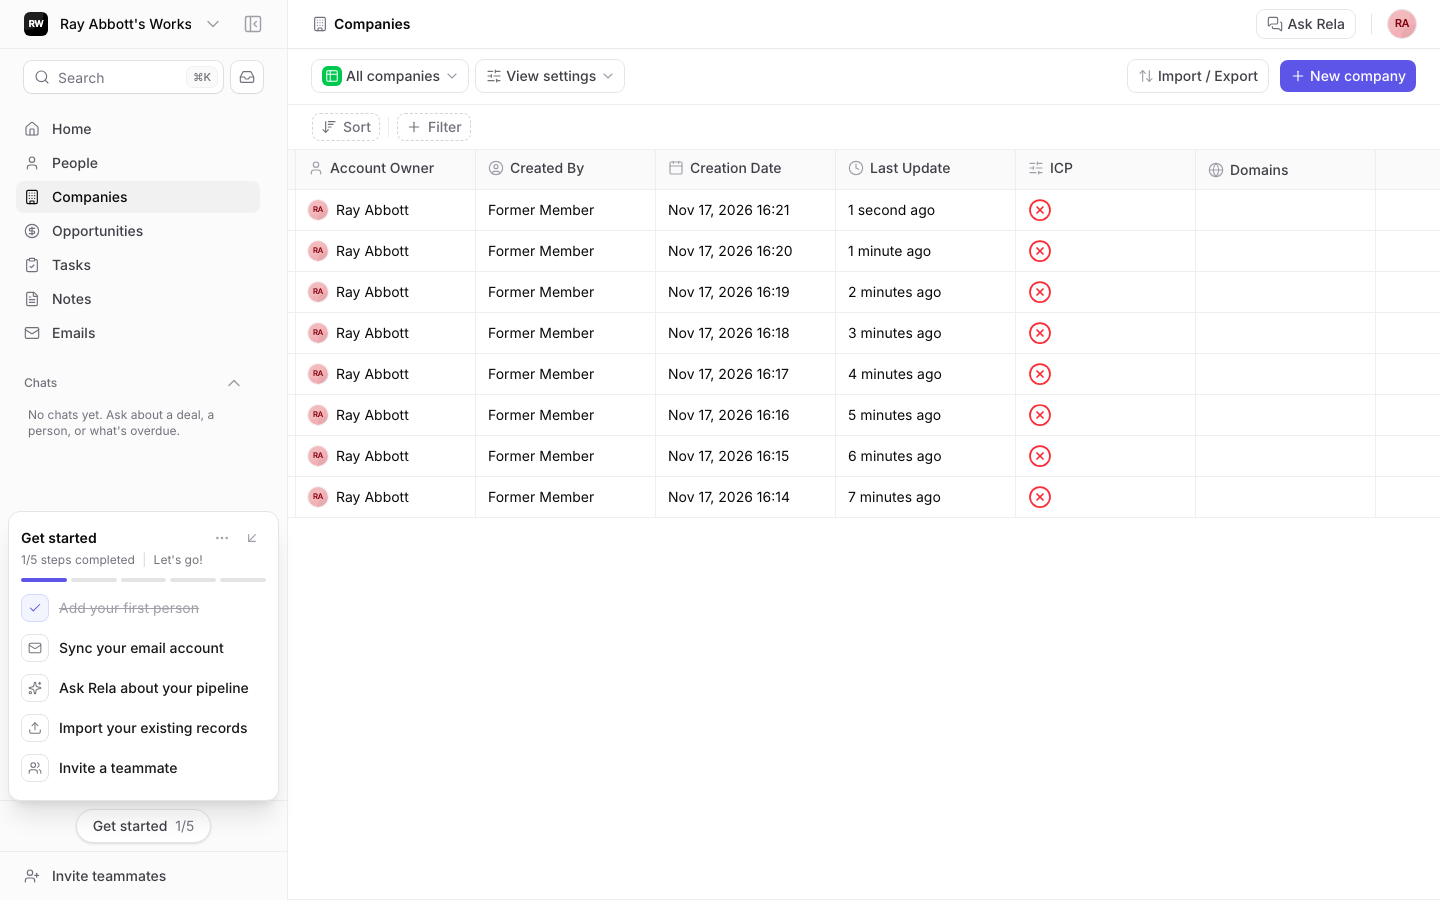 RW Ray Abbott's Works
Companies
Ask Rela
RA
Search ⌘K
All companies
View settings
Import / Export
New company
Sort
Filter
Home
People
Companies
Opportunities
Tasks
Notes
Emails
Chats
No chats yet. Ask about a deal, a
person, or what's overdue.
Account Owner Created By Creation Date Last Update ICP Domains
RA Ray Abbott Former Member Nov 17, 2026 16:21 1 second ago
RA Ray Abbott Former Member Nov 17, 2026 16:20 1 minute ago
RA Ray Abbott Former Member Nov 17, 2026 16:19 2 minutes ago
RA Ray Abbott Former Member Nov 17, 2026 16:18 3 minutes ago
RA Ray Abbott Former Member Nov 17, 2026 16:17 4 minutes ago
RA Ray Abbott Former Member Nov 17, 2026 16:16 5 minutes ago
RA Ray Abbott Former Member Nov 17, 2026 16:15 6 minutes ago
RA Ray Abbott Former Member Nov 17, 2026 16:14 7 minutes ago
Get started
1/5 steps completed Let's go!
Add your first person
Sync your email account
Ask Rela about your pipeline
Import your existing records
Invite a teammate
Get started 1/5
Invite teammates